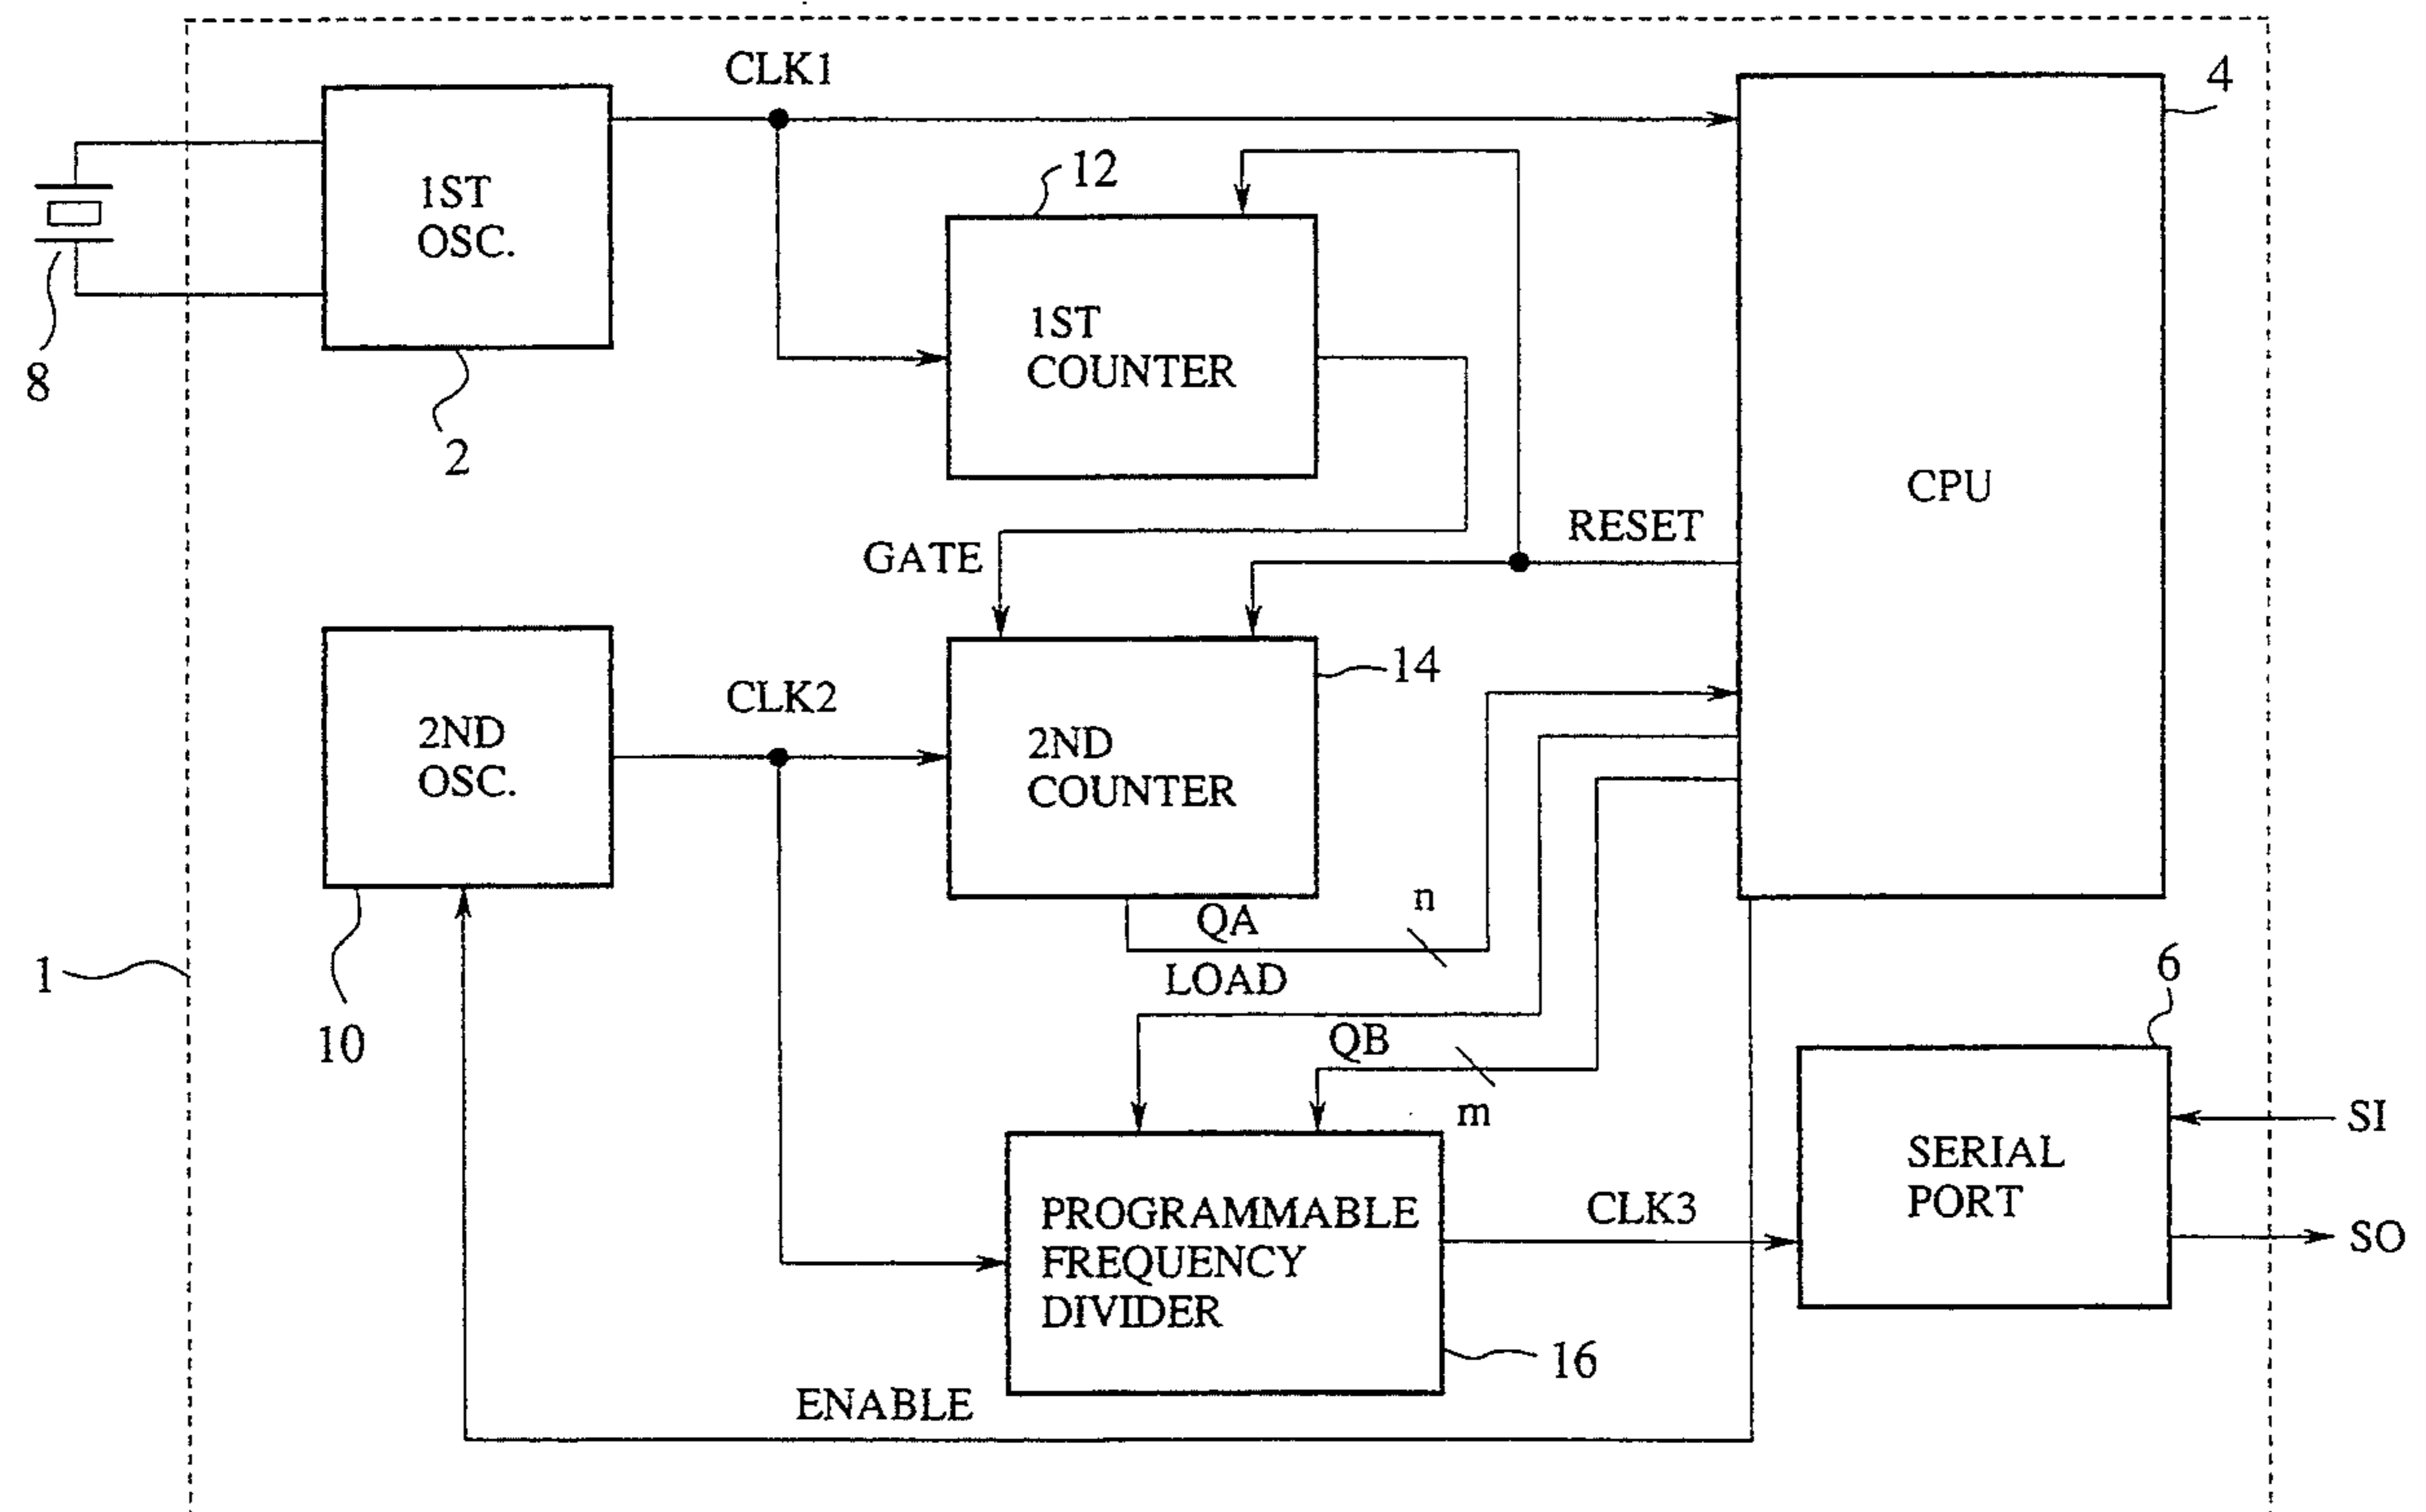 CLK1
4
12
1ST
OSC.
8
2
1ST
COUNTER
CPU
RESET
GATE
14
CLK2
2ND
OSC.
2ND
COUNTER
n
QA
LOAD
1
10
QB
m
6
SI
SERIAL
PORT
SO
CLK3
PROGRAMMABLE
FREQUENCY
DIVIDER
16
ENABLE